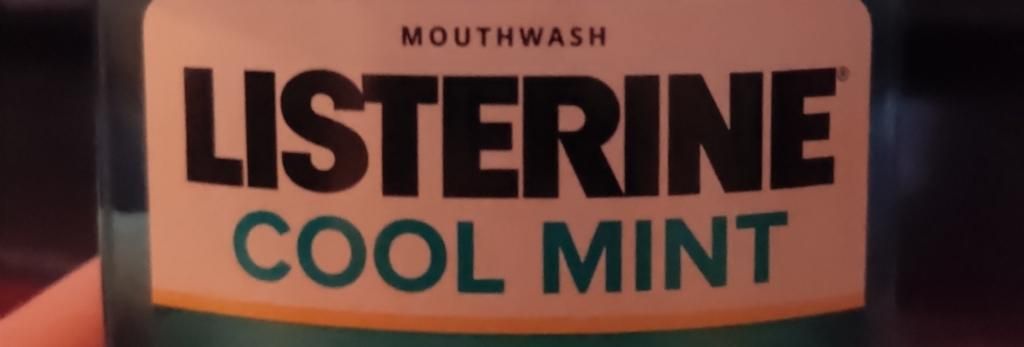 MOUTHWASH
LISTERINE®
COOL MINT